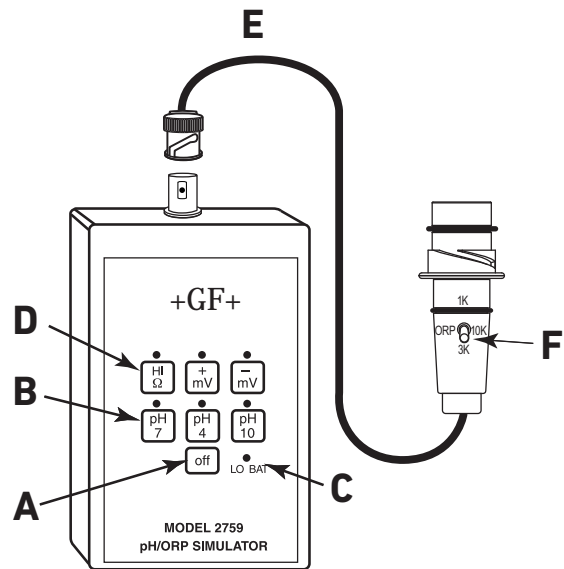 E
+GF+
D
HI
Ω
+
mV
−
mV
B
pH
7
pH
4
pH
10
A
off
LO BAT
C
MODEL 2759
pH/ORP SIMULATOR
1K
ORP
10K
3K
F